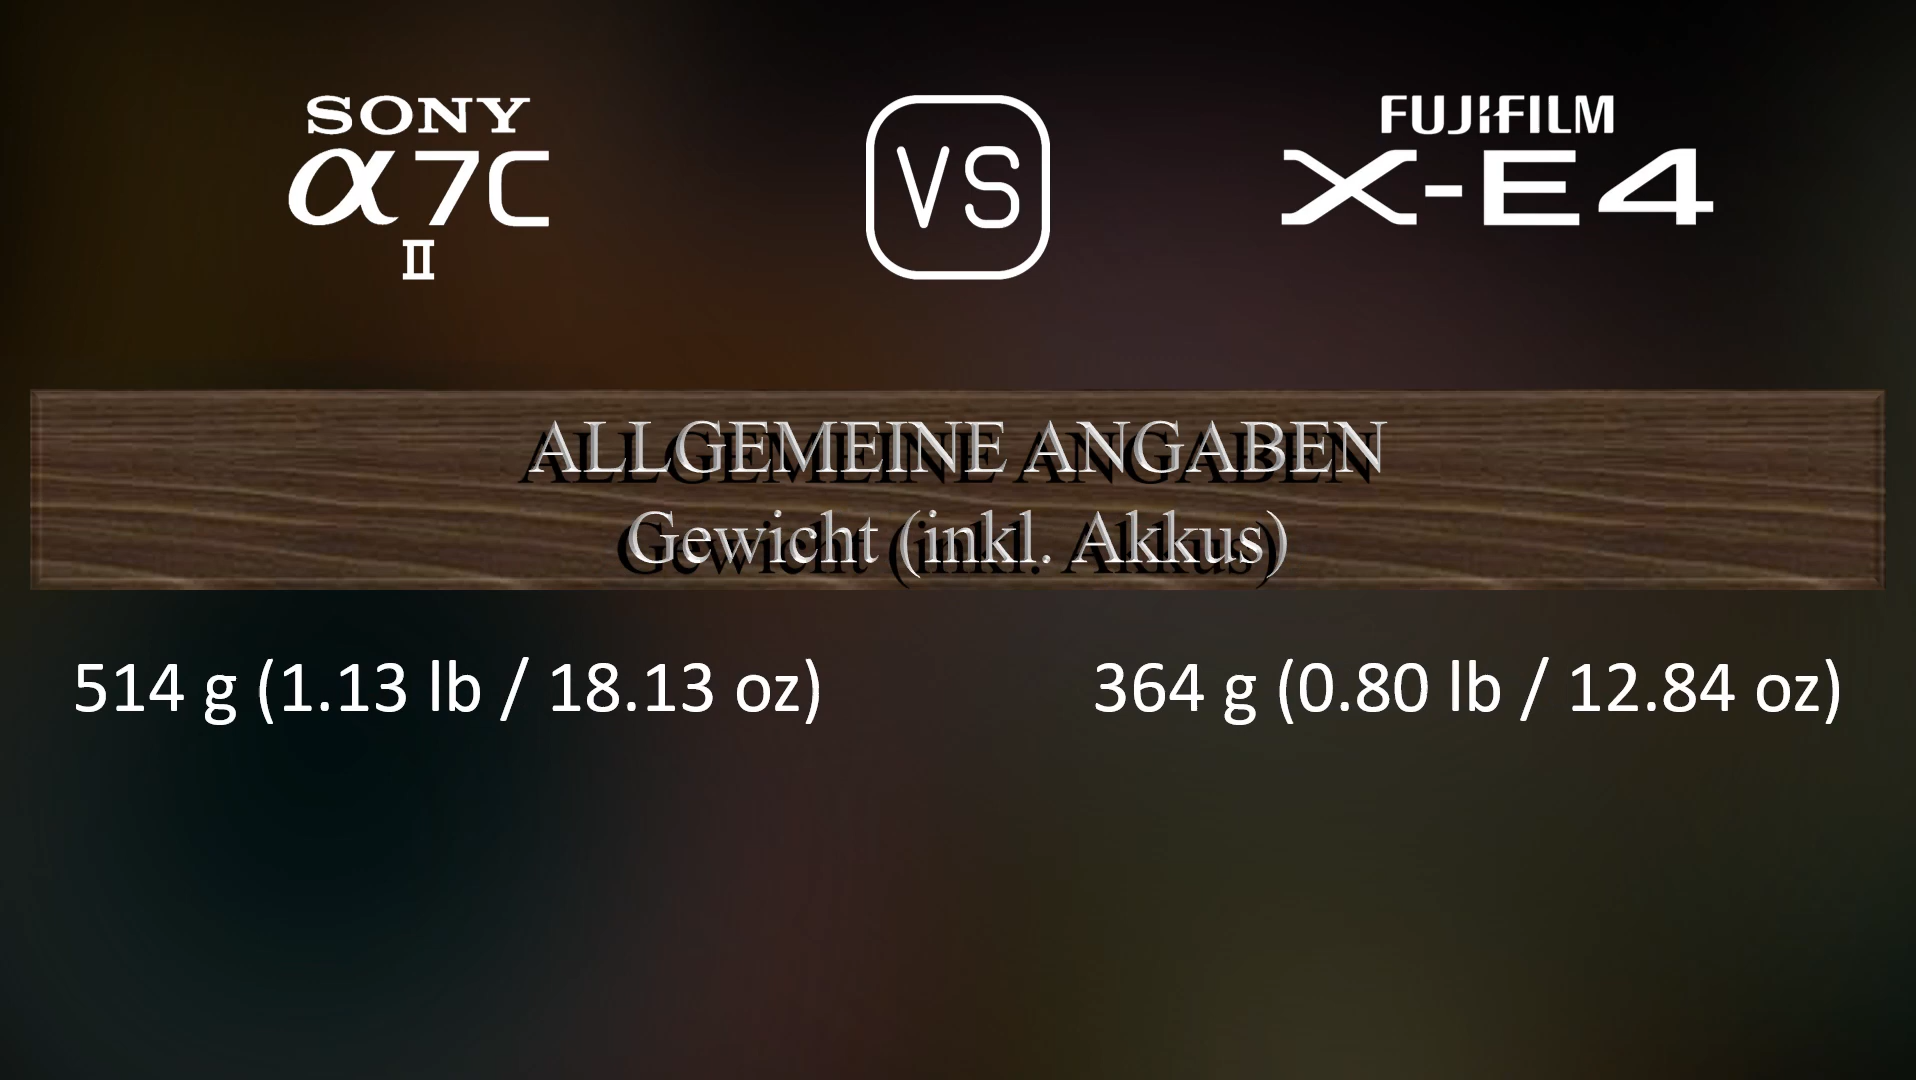 SONY
α7C
II
VS
FUJIFILM
X-E4
ALLGEMEINE ANGABEN
Gewicht (inkl. Akkus)
514 g (1.13 lb / 18.13 oz)
364 g (0.80 lb / 12.84 oz)